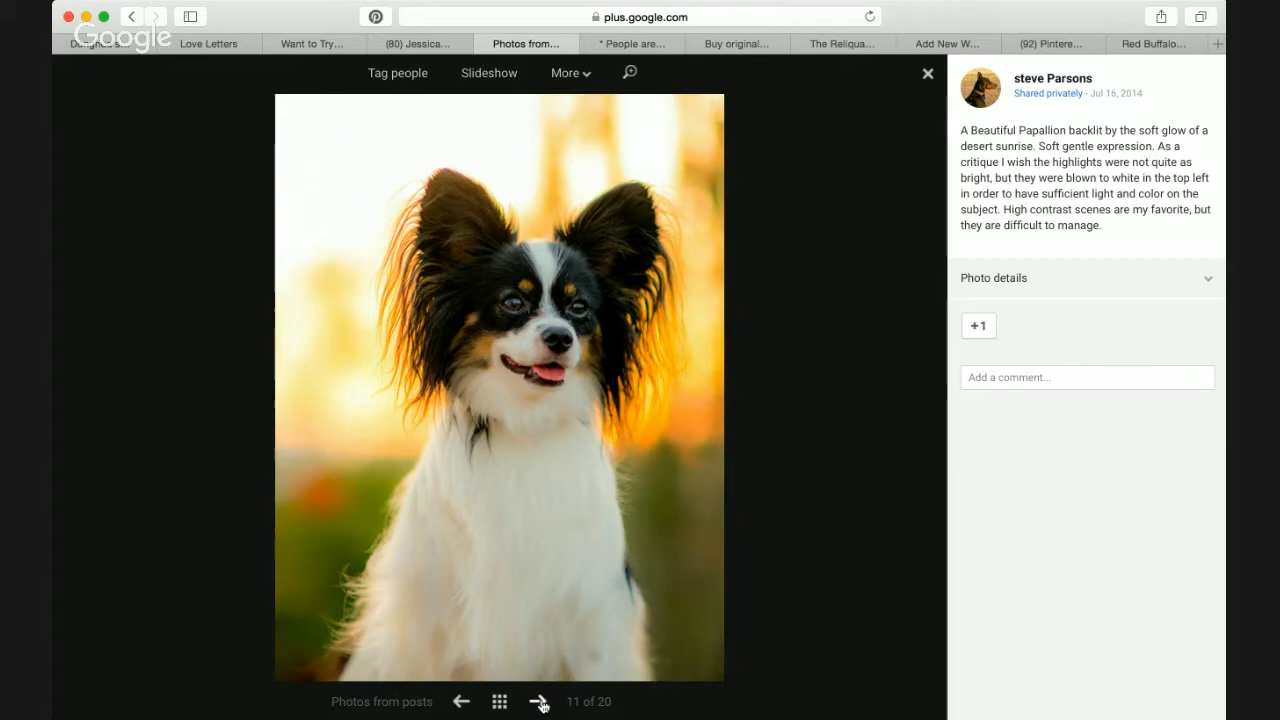 plus.google.com
Google
Designed s...
Love Letters
Want to Try...
(80) Jessica...
Photos from...
* People are...
Buy original...
The Reliqua...
Add New W...
(92) Pintere...
Red Buffalo...
Tag people
Slideshow
More
steve Parsons
Shared privately - Jul 16, 2014
A Beautiful Papallion backlit by the soft glow of a
desert sunrise. Soft gentle expression. As a
critique I wish the highlights were not quite as
bright, but they were blown to white in the top left
in order to have sufficient light and color on the
subject. High contrast scenes are my favorite, but
they are difficult to manage.
Photo details
+1
Add a comment...
Photos from posts
11 of 20